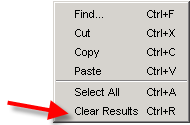 Find... Ctrl+F
Cut Ctrl+X
Copy Ctrl+C
Paste Ctrl+V
Select All Ctrl+A
Clear Results Ctrl+R